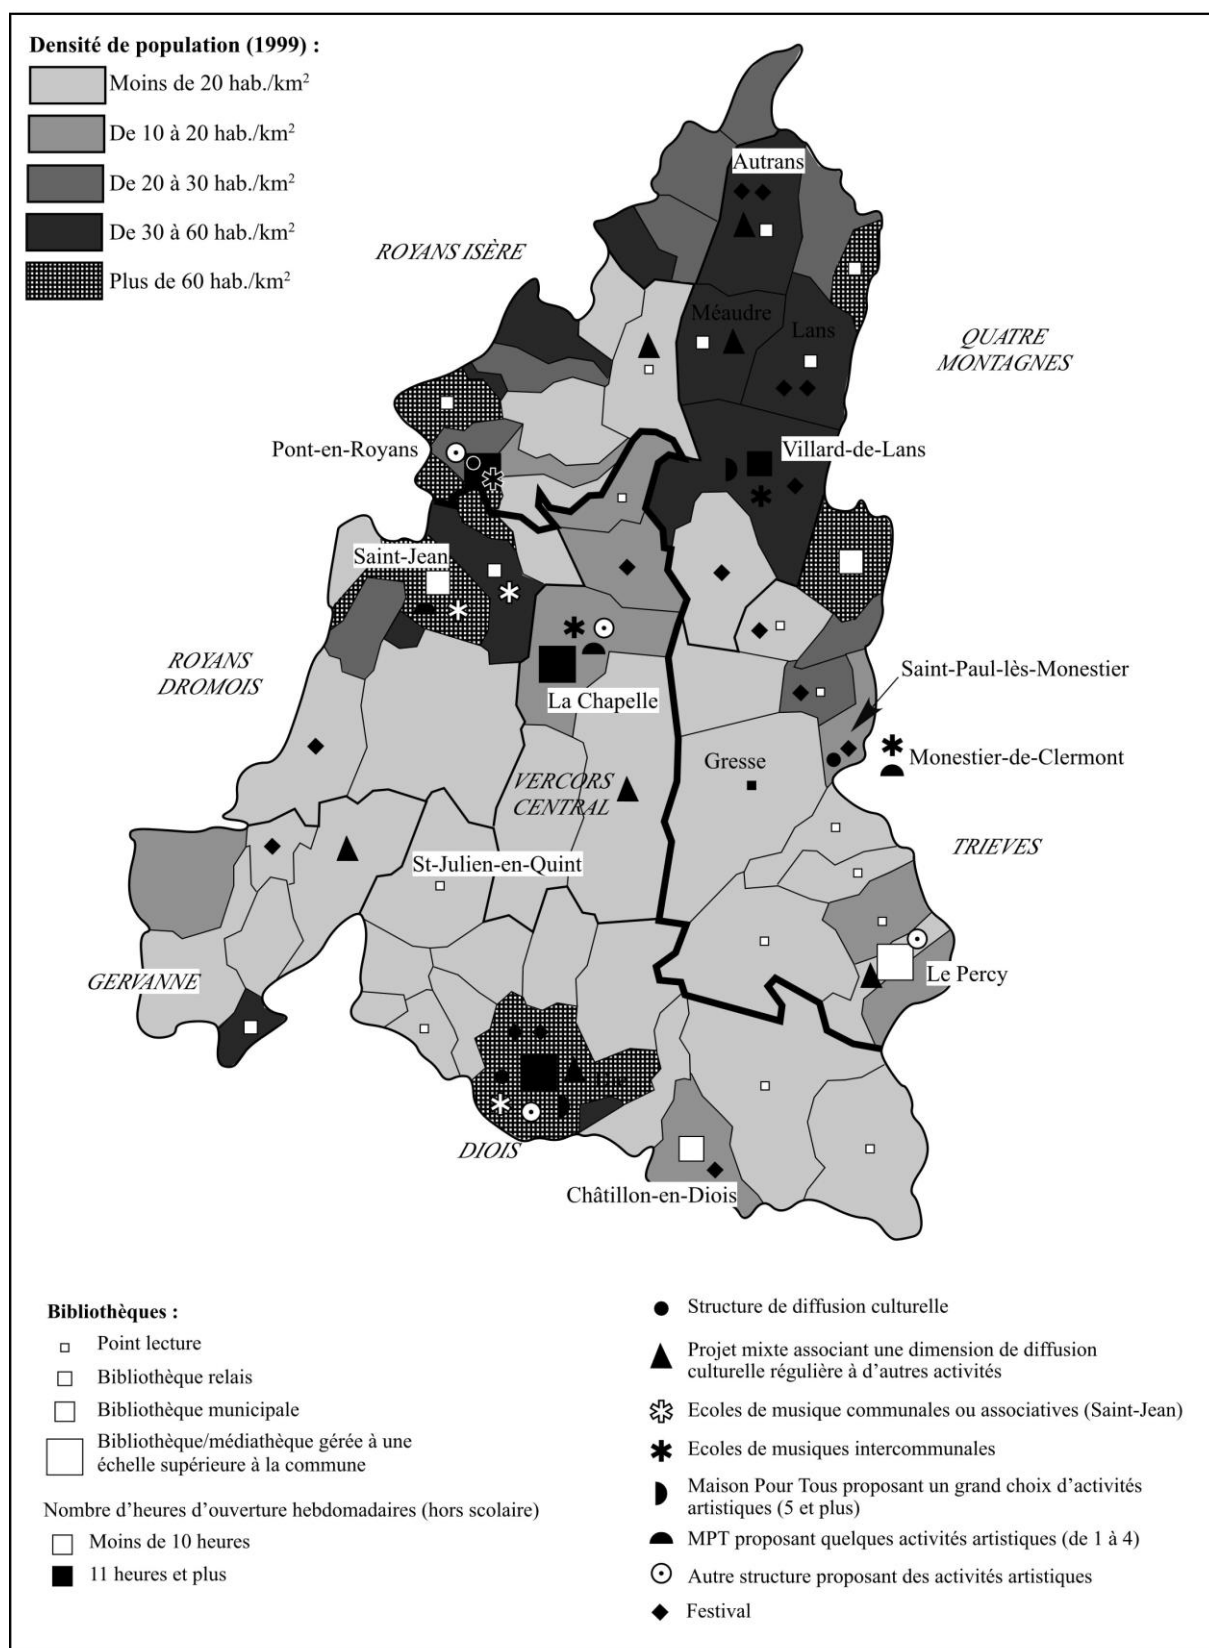 Densité de population (1999) :
Moins de 20 hab./km²
De 10 à 20 hab./km²
De 20 à 30 hab./km²
De 30 à 60 hab./km²
Plus de 60 hab./km²
Autrans
ROYANS ISÈRE
Méaudre
Lans
QUATRE
MONTAGNES
Pont-en-Royans
Villard-de-Lans
Saint-Jean
ROYANS
DROMOIS
Saint-Paul-lès-Monestier
La Chapelle
Gresse
Monestier-de-Clermont
VERCORS
CENTRAL
TRIEVES
St-Julien-en-Quint
GERVANNE
Le Percy
Die
DIOIS
Châtillon-en-Diois
Bibliothèques :
Point lecture
Bibliothèque relais
Bibliothèque municipale
Bibliothèque/médiathèque gérée à une
échelle supérieure à la commune
Nombre d'heures d'ouverture hebdomadaires (hors scolaire)
Moins de 10 heures
11 heures et plus
Structure de diffusion culturelle
Projet mixte associant une dimension de diffusion
culturelle régulière à d'autres activités
Ecoles de musique communales ou associatives (Saint-Jean)
Ecoles de musiques intercommunales
Maison Pour Tous proposant un grand choix d'activités
artistiques (5 et plus)
MPT proposant quelques activités artistiques (de 1 à 4)
Autre structure proposant des activités artistiques
Festival